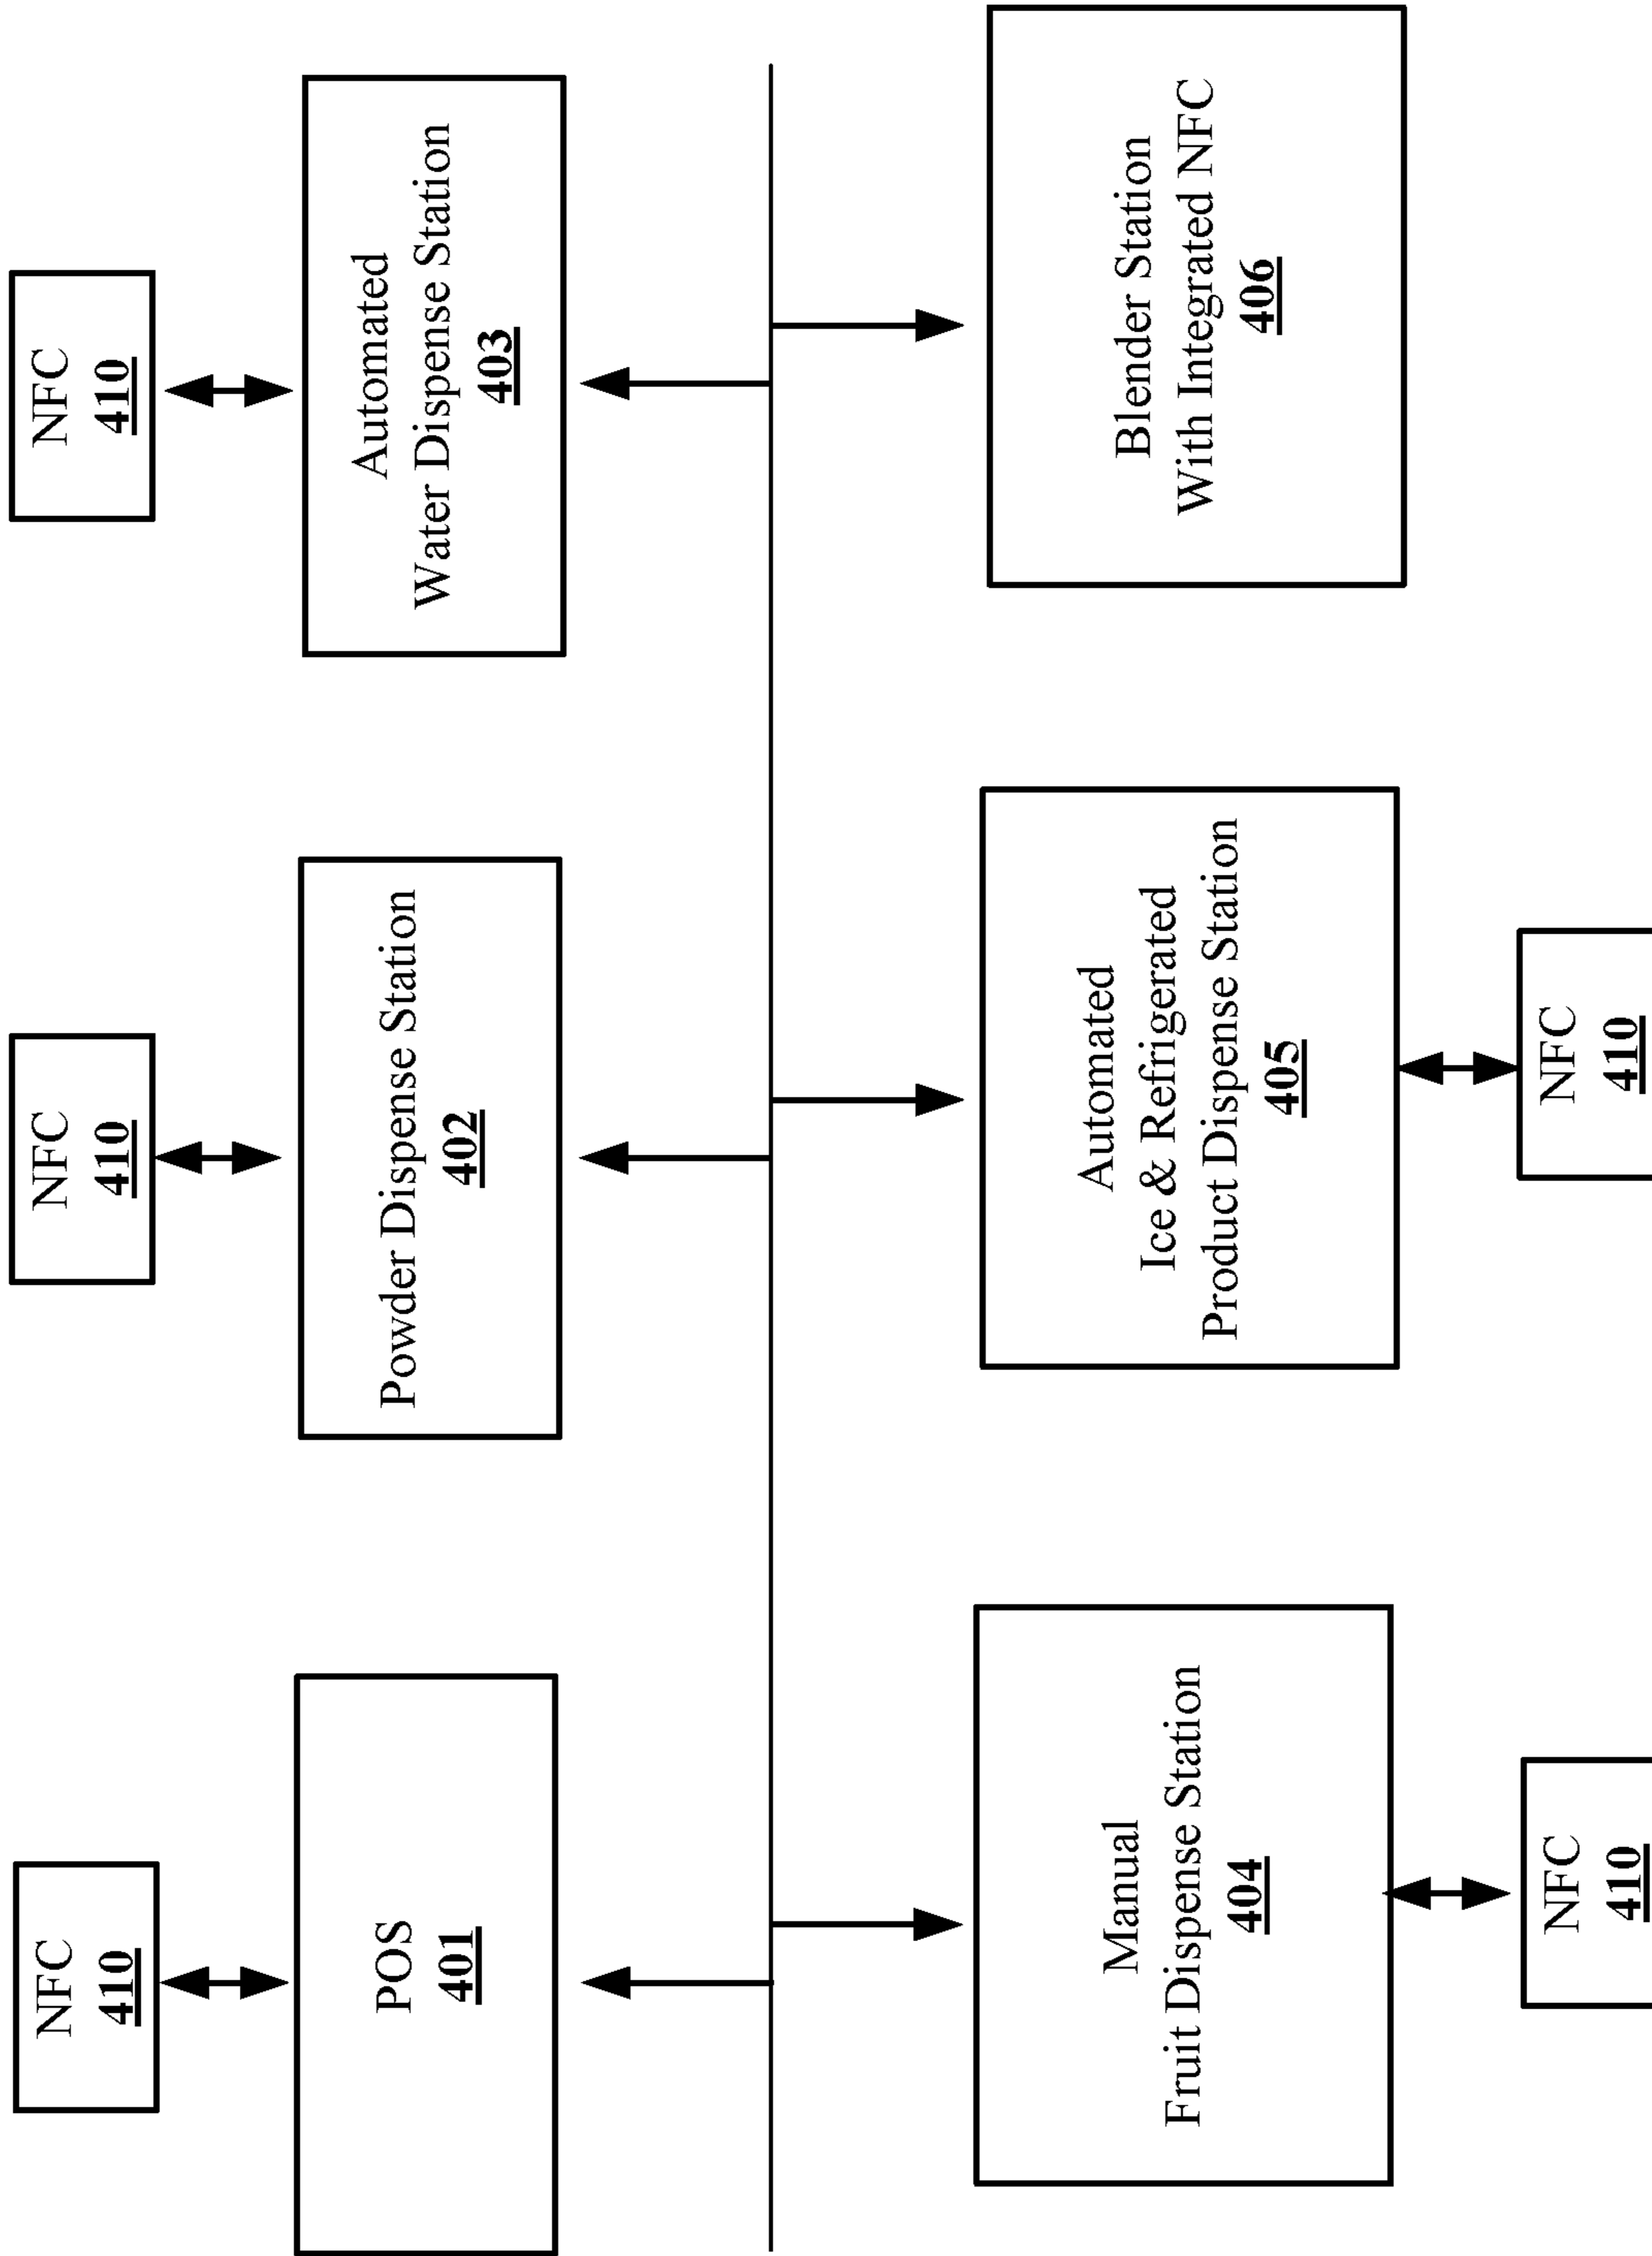 NFC
410
NFC
410
NFC
410
POS
401
Powder Dispense Station
402
Automated
Water Dispense Station
403
Manual
Fruit Dispense Station
404
Automated
Ice & Refrigerated
Product Dispense Station
405
Blender Station
With Integrated NFC
406
NFC
410
NFC
410